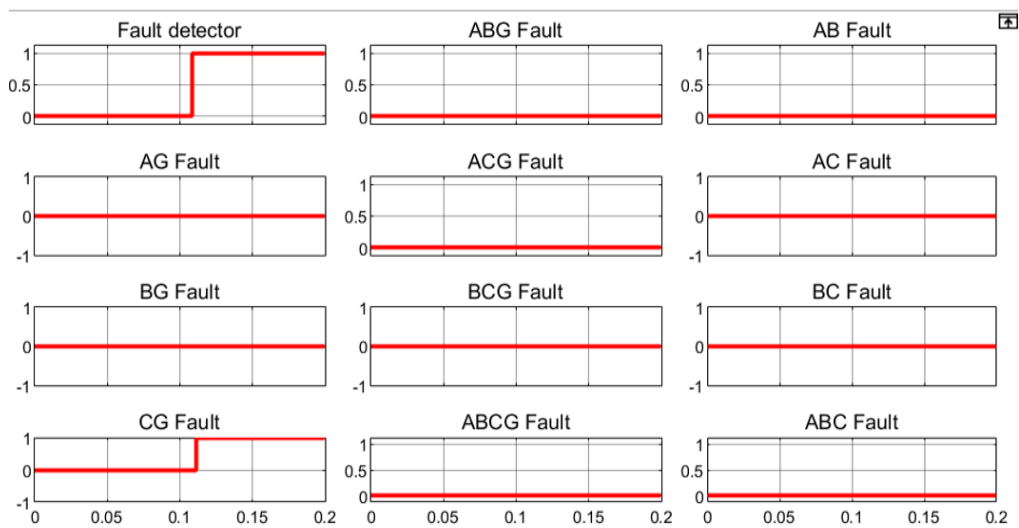 Fault detector
ABG Fault
AB Fault
1
0.5
0
1
0.5
0
1
0.5
0
AG Fault
ACG Fault
AC Fault
1
0
-1
1
0.5
0
1
0
-1
BG Fault
BCG Fault
BC Fault
1
0
-1
1
0
-1
1
0
-1
CG Fault
ABCG Fault
ABC Fault
1
0
-1
1
0.5
0
1
0.5
0
0 0.05 0.1 0.15 0.2
0 0.05 0.1 0.15 0.2
0 0.05 0.1 0.15 0.2